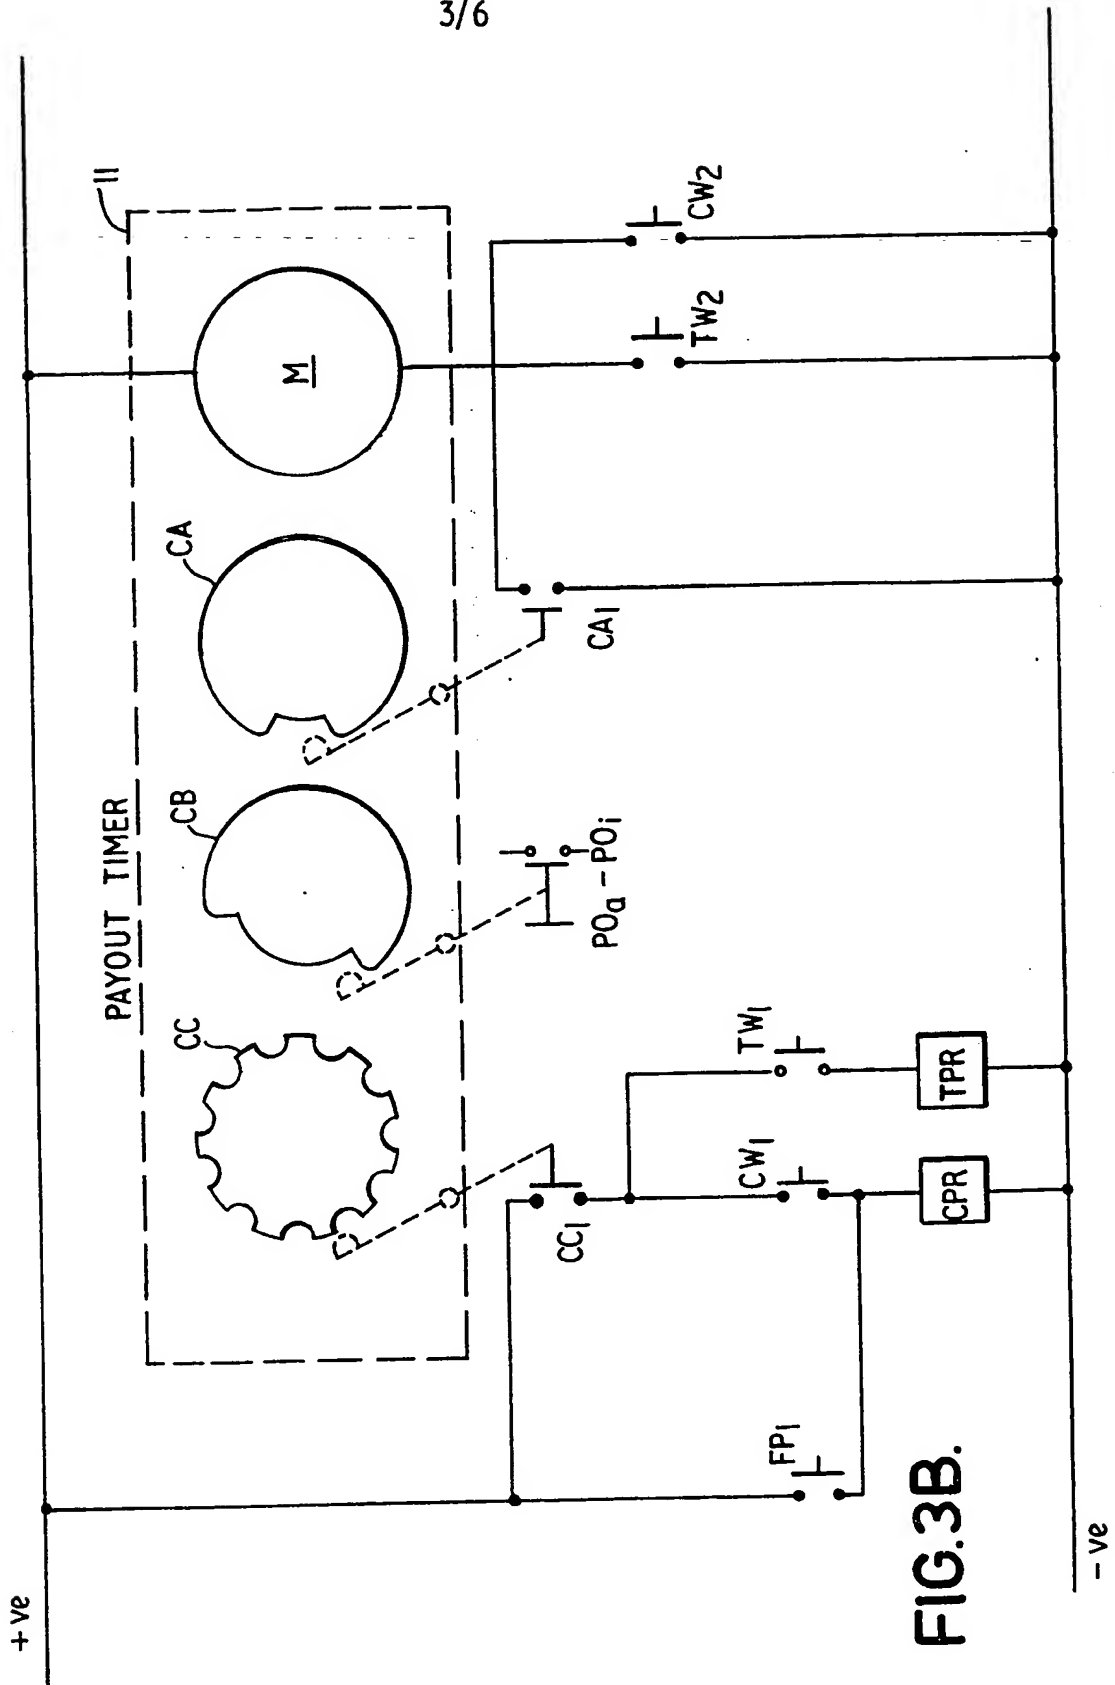 3/6
+ve
PAYOUT TIMER
11
CC
CB
CA
M
CC1
POa – POi
CA1
TW2
CW2
FP1
CW1
TW1
CPR
TPR
-ve
FIG.3B.